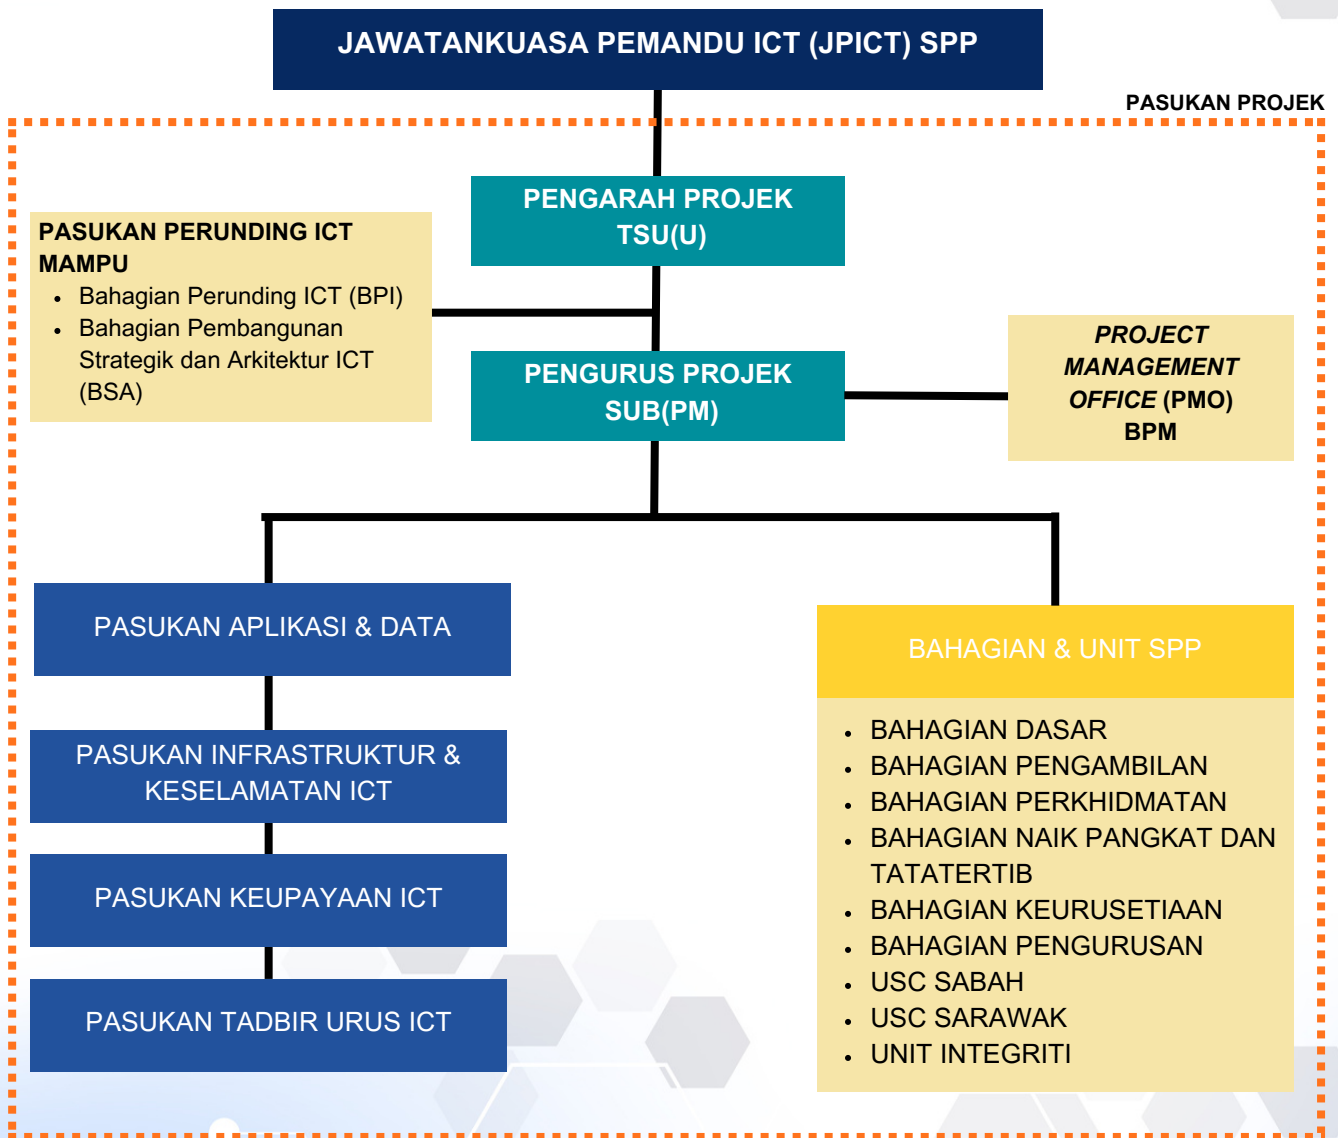 JAWATANKUASA PEMANDU ICT (JPICT) SPP
PASUKAN PROJEK
PENGARAH PROJEK
TSU(U)
PASUKAN PERUNDING ICT
MAMPU
• Bahagian Perunding ICT (BPI)
• Bahagian Pembangunan
Strategik dan Arkitektur ICT
(BSA)
PENGURUS PROJEK
SUB(PM)
PROJECT
MANAGEMENT
OFFICE (PMO)
BPM
PASUKAN APLIKASI & DATA
PASUKAN INFRASTRUKTUR &
KESELAMATAN ICT
PASUKAN KEUPAYAAN ICT
PASUKAN TADBIR URUS ICT
BAHAGIAN & UNIT SPP
• BAHAGIAN DASAR
• BAHAGIAN PENGAMBILAN
• BAHAGIAN PERKHIDMATAN
• BAHAGIAN NAIK PANGKAT DAN
TATATERTIB
• BAHAGIAN KEURUSETIAAN
• BAHAGIAN PENGURUSAN
• USC SABAH
• USC SARAWAK
• UNIT INTEGRITI